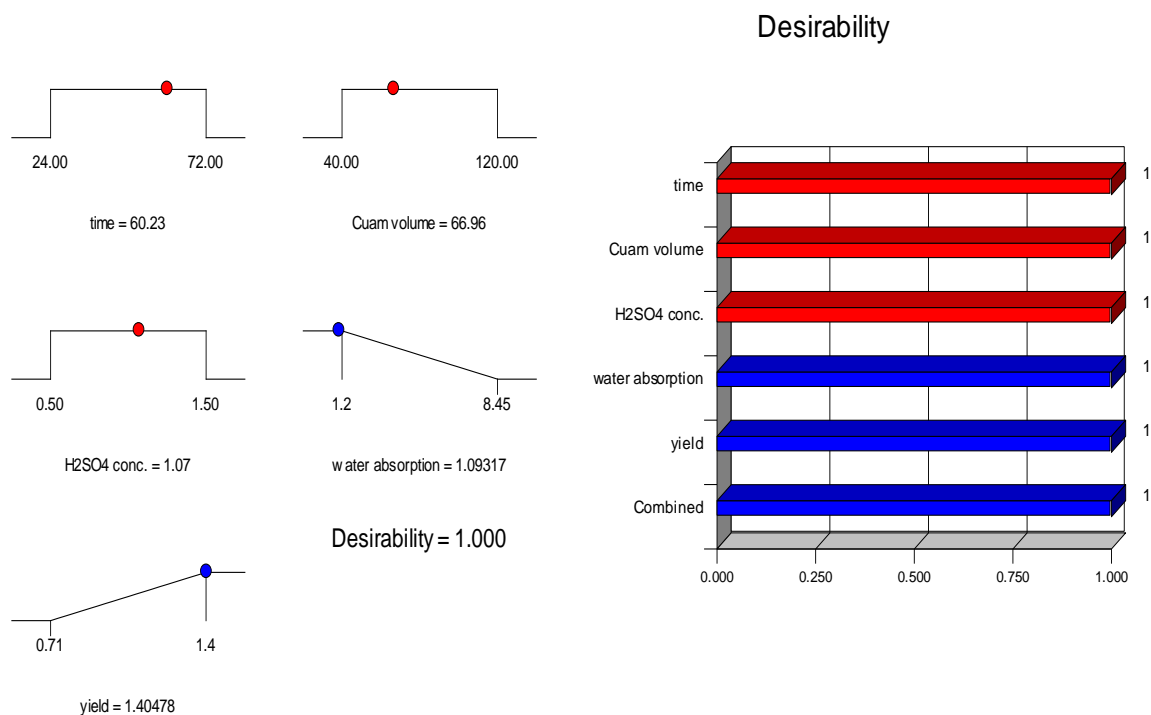 24.00
72.00
time = 60.23
40.00
120.00
Cuam volume = 66.96
0.50
1.50
H2SO4 conc. = 1.07
1.2
8.45
water absorption = 1.09317
0.71
1.4
yield = 1.40478
Desirability = 1.000
Desirability
time
1
Cuam volume
1
H2SO4 conc.
1
water absorption
1
yield
1
Combined
1
0.000
0.250
0.500
0.750
1.000